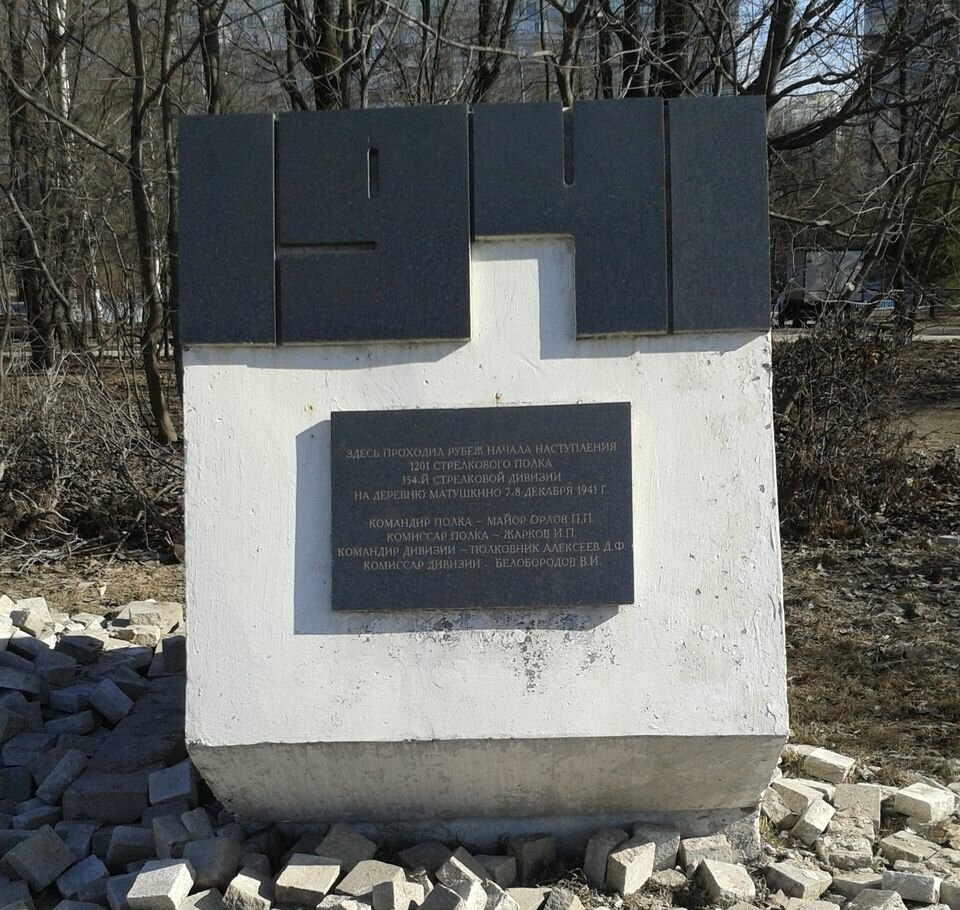 1941
ЗДЕСЬ ПРОХОДИЛ РУБЕЖ НАЧАЛА НАСТУПЛЕНИЯ
1201 СТРЕЛКОВОГО ПОЛКА
354-Й СТРЕЛКОВОЙ ДИВИЗИИ
НА ДЕРЕВНЮ МАТУШКИНО 7-8 ДЕКАБРЯ 1941 Г.
КОМАНДИР ПОЛКА – МАЙОР ОРЛОВ П.П.
КОМИССАР ПОЛКА – ЖАРКОВ И.П.
КОМАНДИР ДИВИЗИИ – ПОЛКОВНИК АЛЕКСЕЕВ Д.Ф.
КОМИССАР ДИВИЗИИ - БЕЛОБОРОДОВ В.И.